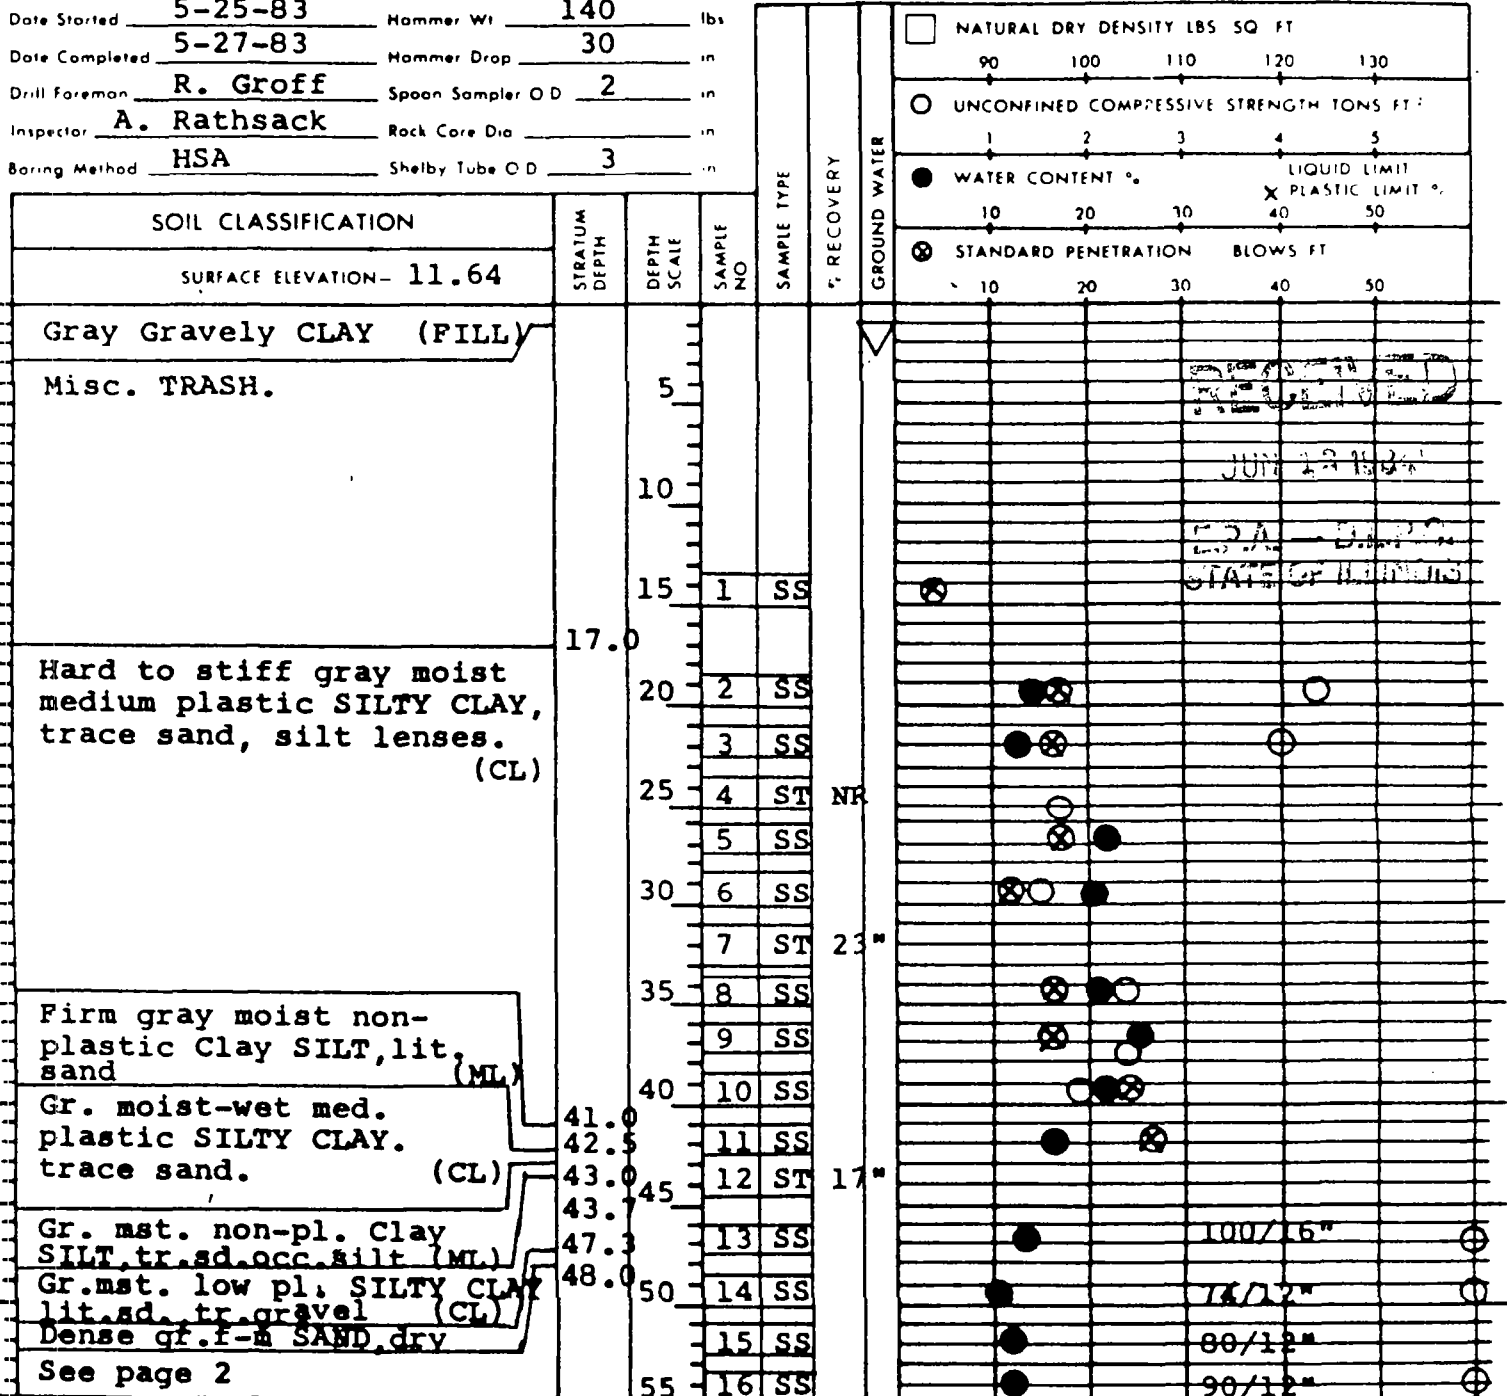 Date Started 5-25-83 Hammer Wt 140 lbs
Date Completed 5-27-83 Hammer Drop 30 in
Drill Foreman R. Groff Spoon Sampler O D 2 in
Inspector A. Rathsack Rock Core Dia in
Boring Method HSA Shelby Tube O D 3 in
NATURAL DRY DENSITY LBS SQ FT
90 100 110 120 130
UNCONFINED COMPRESSIVE STRENGTH TONS FT²
1 2 3 4 5
WATER CONTENT %
LIQUID LIMIT
X PLASTIC LIMIT %
10 20 30 40 50
STANDARD PENETRATION BLOWS FT
10 20 30 40 50
SOIL CLASSIFICATION
SURFACE ELEVATION- 11.64
STRATUM DEPTH
DEPTH SCALE
SAMPLE NO
SAMPLE TYPE
% RECOVERY
GROUND WATER
Gray Gravely CLAY (FILL)
Misc. TRASH.
5
RECEIVED
10
E.P.A. — D.L.P.C.
STATE OF ILLINOIS
15 1 SS
17.0
Hard to stiff gray moist
medium plastic SILTY CLAY,
trace sand, silt lenses.
(CL)
20 2 SS
3 SS
25 4 ST NR
5 SS
30 6 SS
7 ST 23"
35 8 SS
Firm gray moist non-
plastic Clay SILT,lit.
sand (ML)
9 SS
40 10 SS
41.0
Gr. moist-wet med.
plastic SILTY CLAY.
trace sand. (CL)
42.5 11 SS
43.0 12 ST 17"
45
43.7
Gr. mst. non-pl. Clay
SILT,tr.sd.occ.silt (ML)
47.3 13 SS 100/16"
Gr.mst. low pl. SILTY CLAY
lit.sd.,tr.gravel (CL)
48.0
50 14 SS 74/12"
Dense gr.f-m SAND,dry
15 SS 80/12"
See page 2
55 16 SS 90/12"